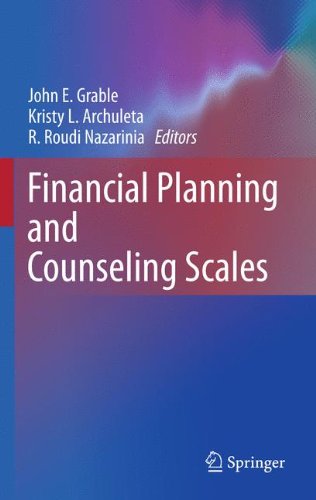 John E. Grable
Kristy L. Archuleta
R. Roudi Nazarinia Editors
Financial Planning
and
Counseling Scales
Springer